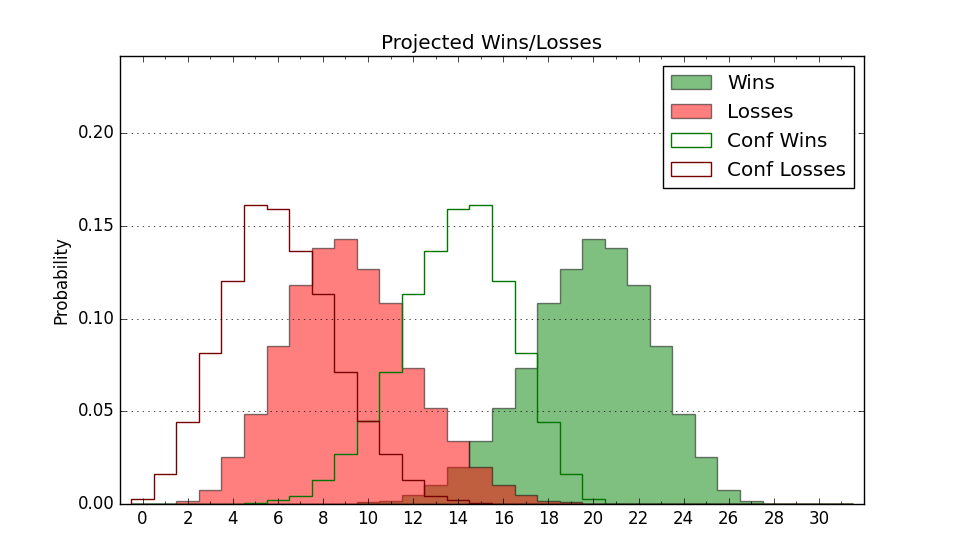 Projected Wins/Losses
Wins
Losses
Conf Wins
Conf Losses
Probability
0.20
0.15
0.10
0.05
0.00
0 2 4 6 8 10 12 14 16 18 20 22 24 26 28 30